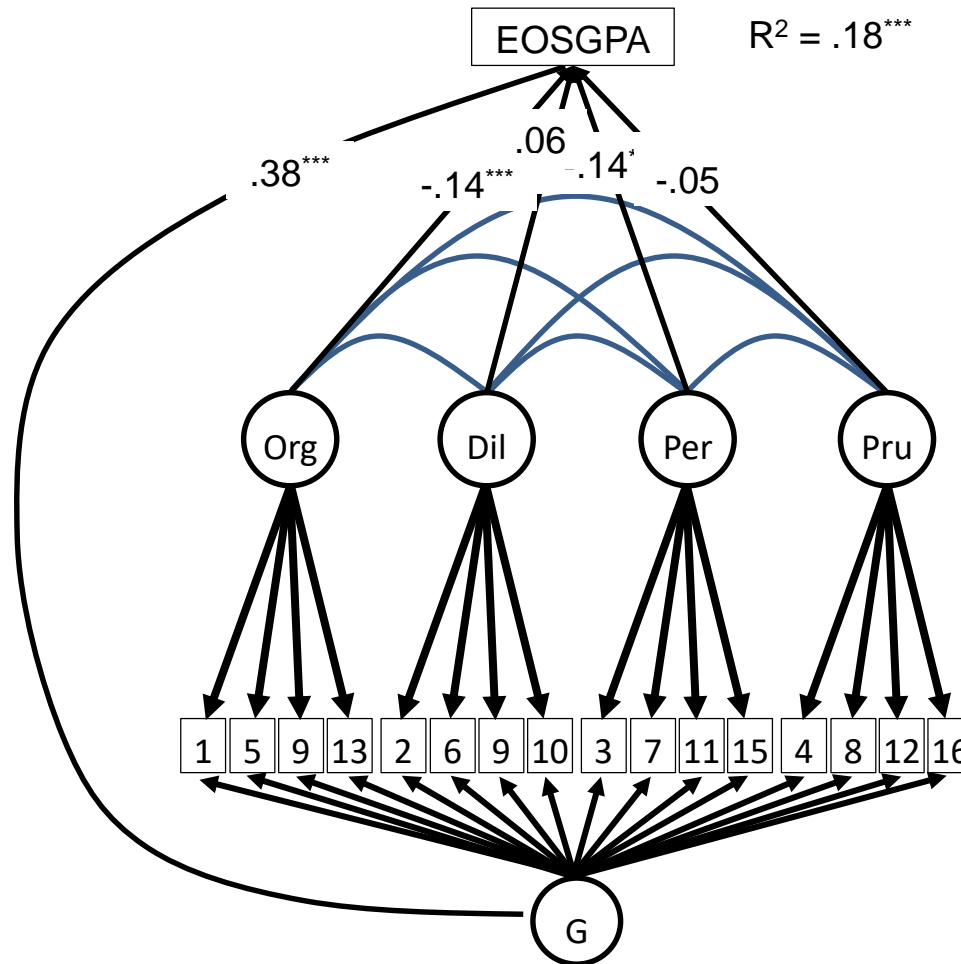 EOSGPA
R² = .18***
.06
.38***
-.14***
-.14*
-.05
Org
Dil
Per
Pru
1 5 9 13 2 6 9 10 3 7 11 15 4 8 12 16
G